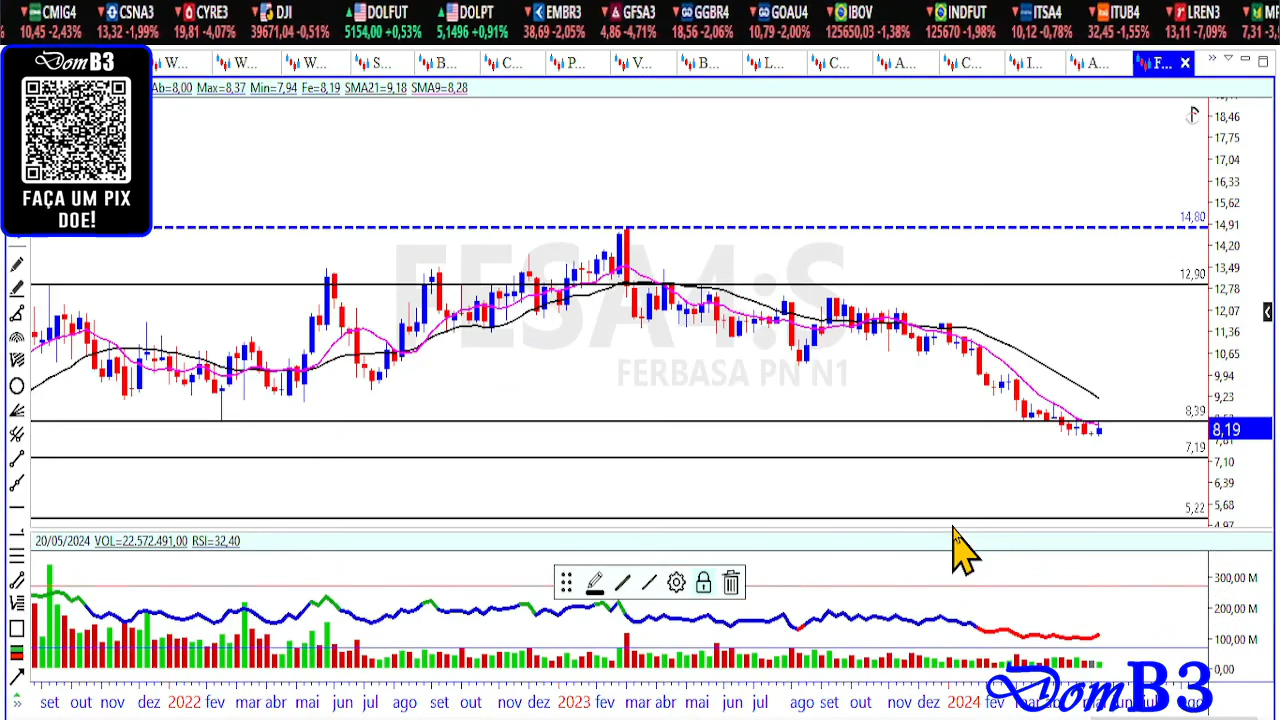 CMIG4 CSNA3 CYRE3 DJI DOLFUT DOLPT EMBR3 GFSA3 GGBR4 GOAU4 IBOV INDFUT ITSA4 ITUB4 LREN3
10,45 -2,43% 13,32 -1,99% 19,81 -4,07% 39671,04 -0,51% 5154,00 +0,53% 5,1496 +0,91% 38,69 -2,05% 4,86 -4,71% 18,56 -2,06% 10,79 -2,00% 125650,03 -1,38% 125670 -1,98% 10,12 -0,78% 32,45 -1,55% 13,11 -7,09% 7,31 -3,
DomB3
W... W... W... S... B... C... P... V... B... L... C... A... C... I... A... F...
Ab=8,00 Max=8,37 Min=7,94 Fe=8,19 SMA21=9,18 SMA9=8,28
FAÇA UM PIX
DOE!
18,46
17,75
17,04
16,33
15,62
14,80
14,91
14,20
13,49
12,90
12,78
12,07
11,36
10,65
9,94
9,23
8,39
8,19
7,19
7,10
6,39
5,68
5,22
4,97
FESA4:S
FERBASA PN N1
20/05/2024 VOL=22.572.491,00 RSI=32,40
300,00 M
200,00 M
100,00 M
0,00
set out nov dez 2022 mar abr mai jun jul ago set out nov dez 2023 fev mar abr mai jun jul ago set out nov dez 2024 fev
DomB3